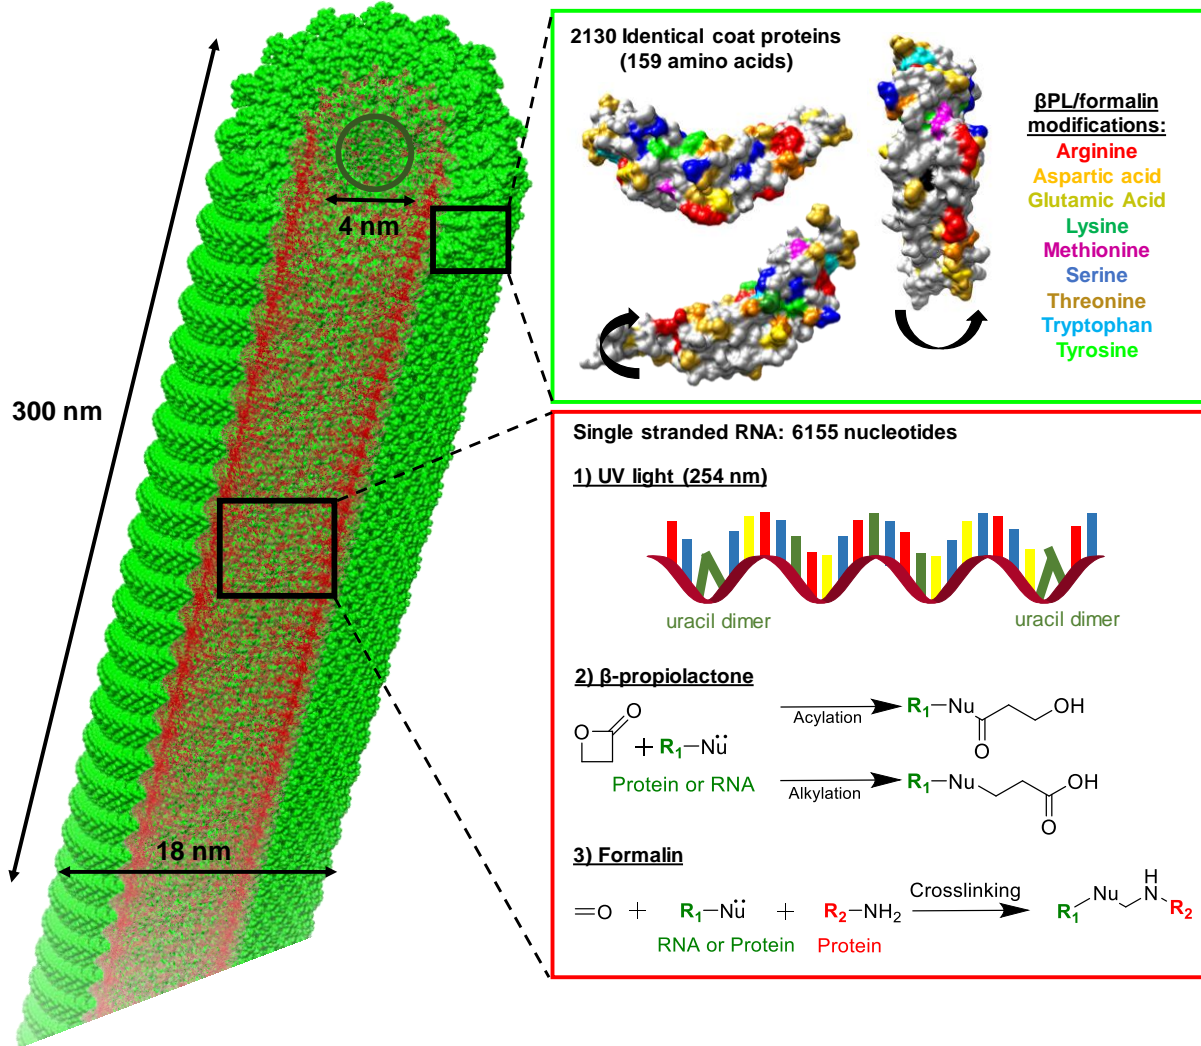 300 nm
4 nm
18 nm
2130 Identical coat proteins
(159 amino acids)
βPL/formalin
modifications:
Arginine
Aspartic acid
Glutamic Acid
Lysine
Methionine
Serine
Threonine
Tryptophan
Tyrosine
Single stranded RNA: 6155 nucleotides
1) UV light (254 nm)
uracil dimer
uracil dimer
2) β-propiolactone
O
O
+
R1
Nü
Protein or RNA
Acylation
R1
Nu
OH
O
Alkylation
R1
Nu
OH
O
3) Formalin
=O + R1–Nü + R2–NH2
RNA or Protein
Protein
Crosslinking
R1
Nu
H
N
R2